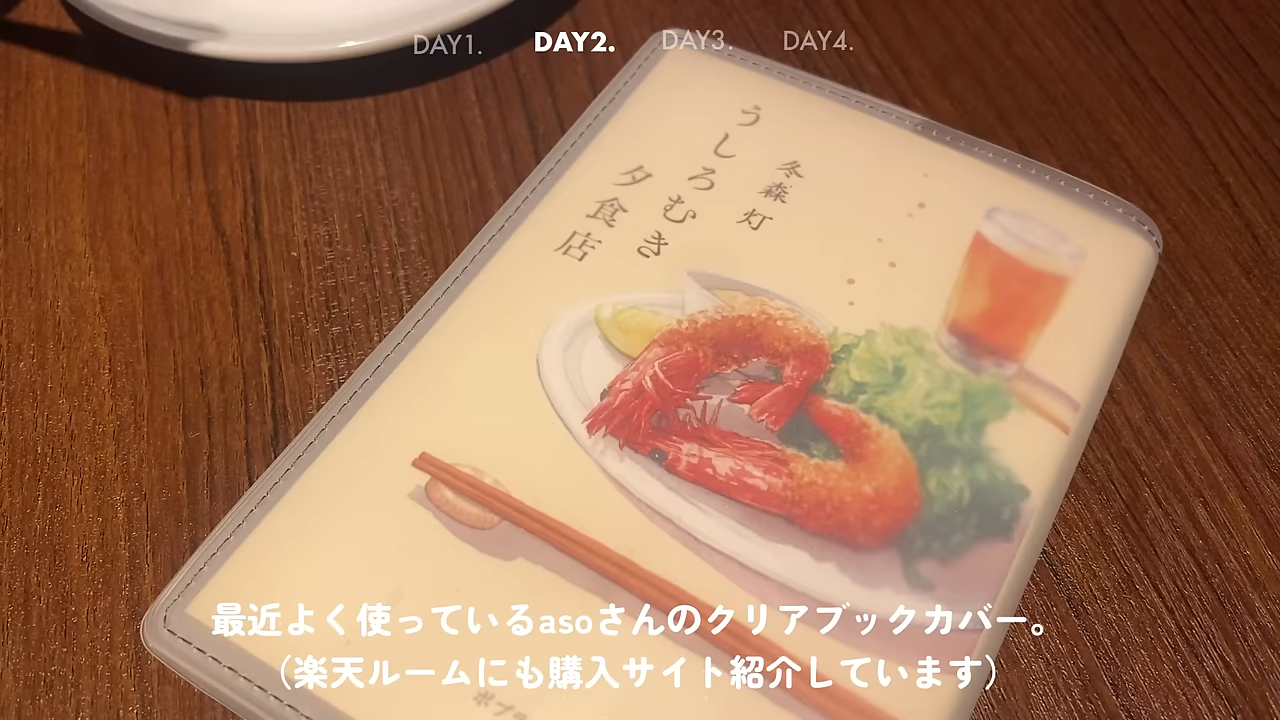 DAY1. DAY2. DAY3. DAY4.
冬森 灯
うしろむき
夕食店
最近よく使っているasoさんのクリアブックカバー。
（楽天ルームにも購入サイト紹介しています）